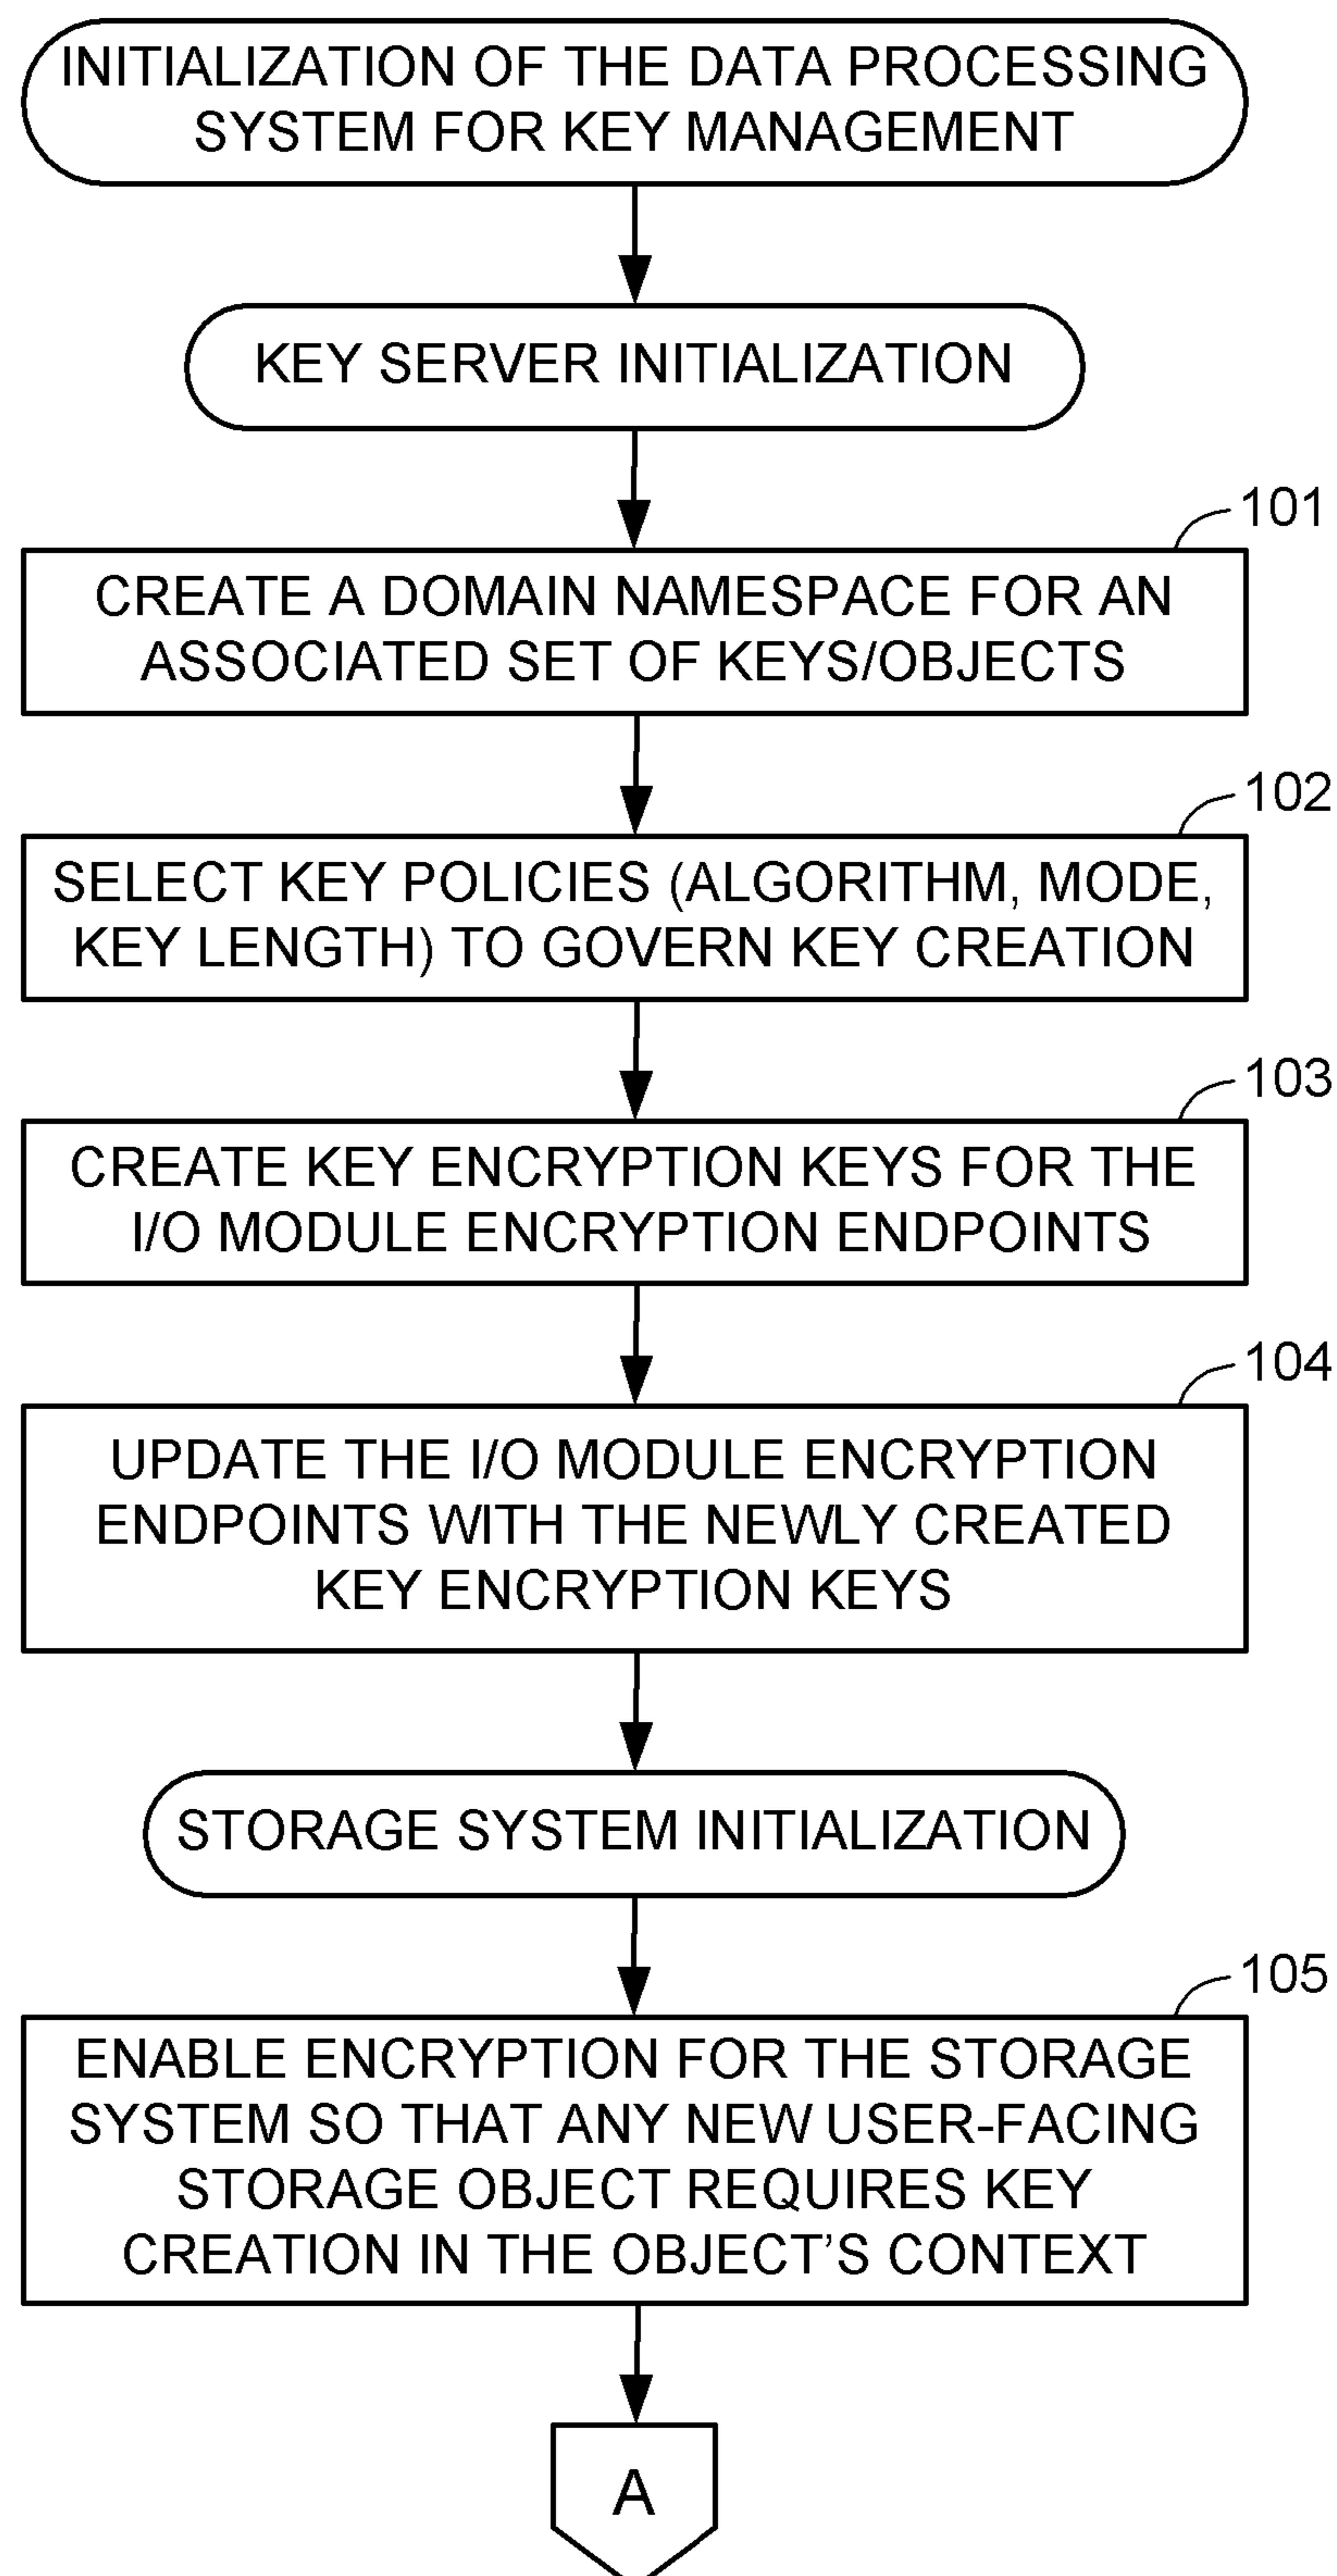 INITIALIZATION OF THE DATA PROCESSING
SYSTEM FOR KEY MANAGEMENT
KEY SERVER INITIALIZATION
101
CREATE A DOMAIN NAMESPACE FOR AN
ASSOCIATED SET OF KEYS/OBJECTS
102
SELECT KEY POLICIES (ALGORITHM, MODE,
KEY LENGTH) TO GOVERN KEY CREATION
103
CREATE KEY ENCRYPTION KEYS FOR THE
I/O MODULE ENCRYPTION ENDPOINTS
104
UPDATE THE I/O MODULE ENCRYPTION
ENDPOINTS WITH THE NEWLY CREATED
KEY ENCRYPTION KEYS
STORAGE SYSTEM INITIALIZATION
105
ENABLE ENCRYPTION FOR THE STORAGE
SYSTEM SO THAT ANY NEW USER-FACING
STORAGE OBJECT REQUIRES KEY
CREATION IN THE OBJECT’S CONTEXT
A